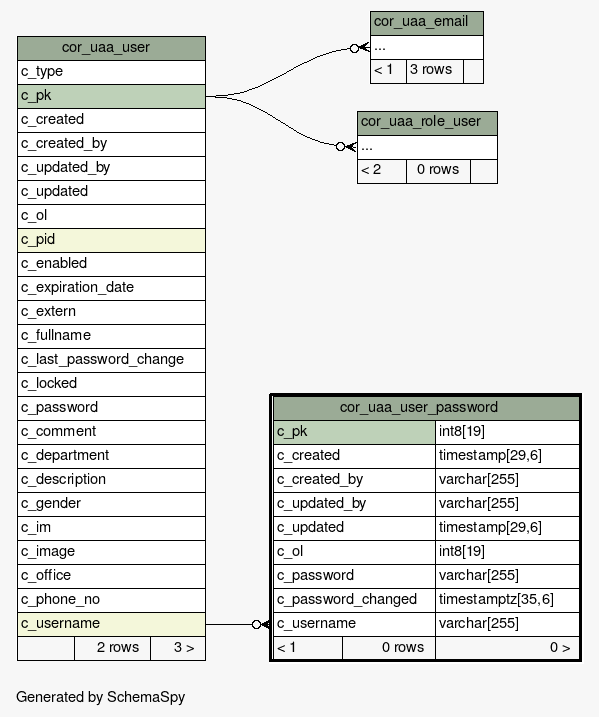 cor_uaa_user
c_type
c_pk
c_created
c_created_by
c_updated_by
c_updated
c_ol
c_pid
c_enabled
c_expiration_date
c_extern
c_fullname
c_last_password_change
c_locked
c_password
c_comment
c_department
c_description
c_gender
c_im
c_image
c_office
c_phone_no
c_username
2 rows 3 >
cor_uaa_email
...
< 1 3 rows
cor_uaa_role_user
...
< 2 0 rows
cor_uaa_user_password
c_pk int8[19]
c_created timestamp[29,6]
c_created_by varchar[255]
c_updated_by varchar[255]
c_updated timestamp[29,6]
c_ol int8[19]
c_password varchar[255]
c_password_changed timestamptz[35,6]
c_username varchar[255]
< 1 0 rows 0 >
Generated by SchemaSpy